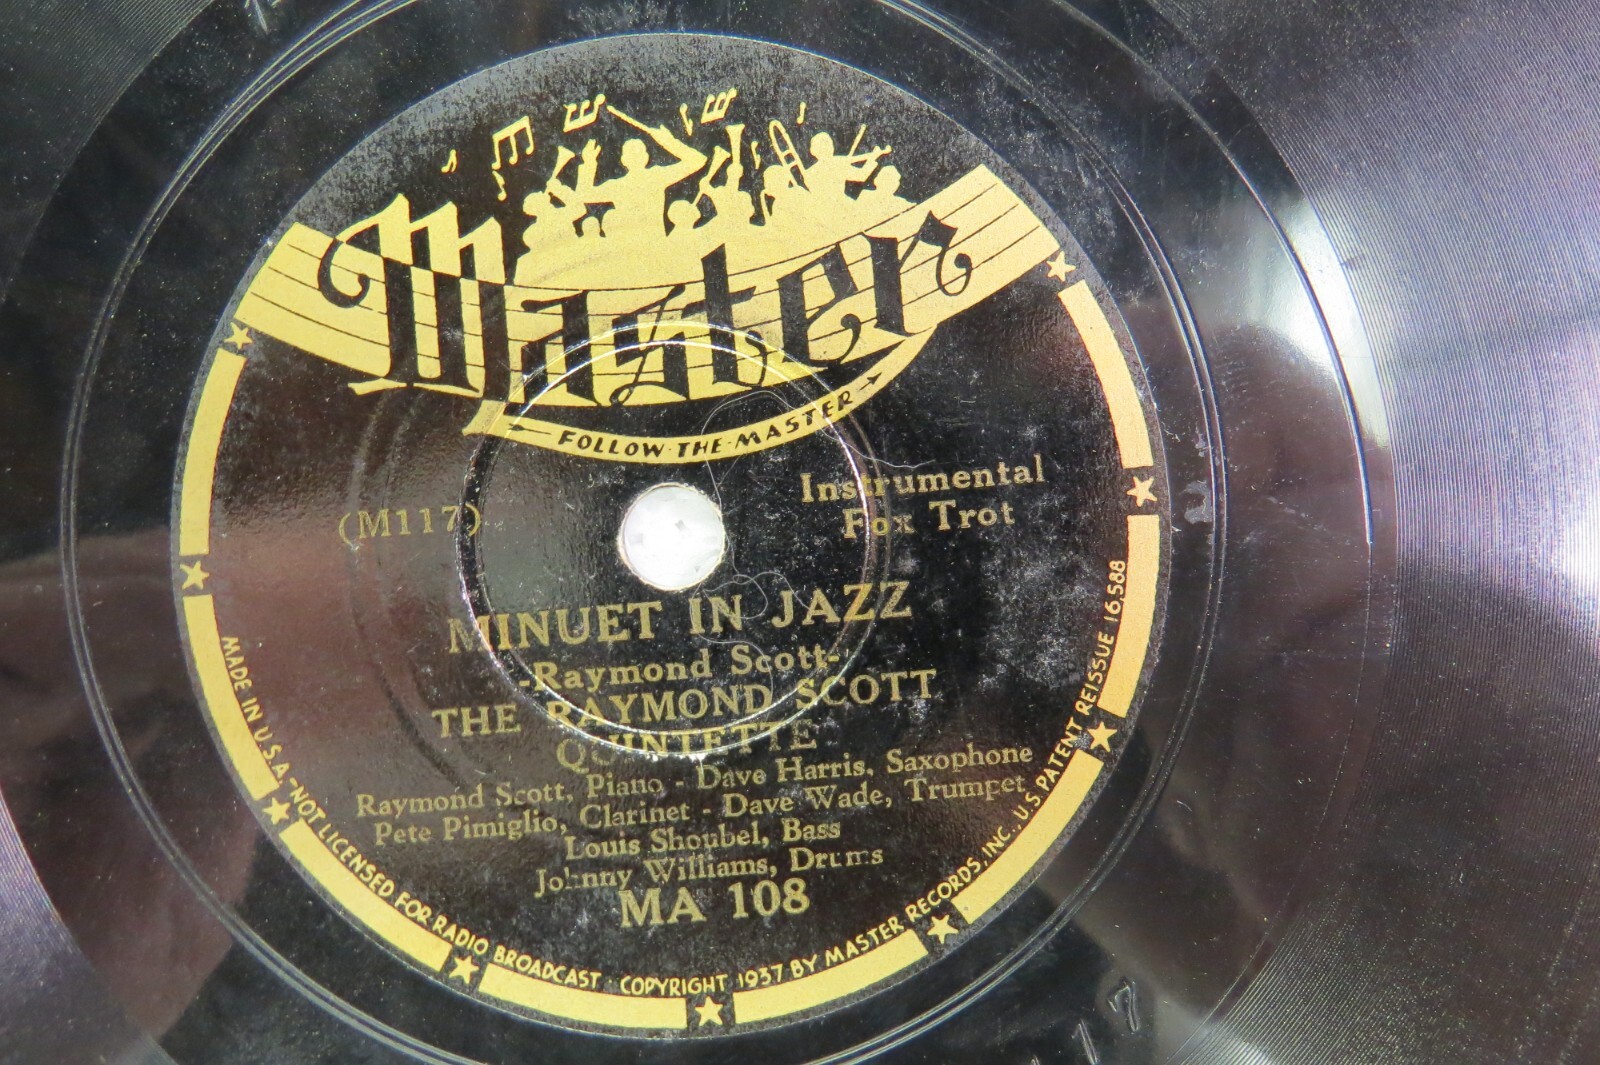 Master
FOLLOW·THE·MASTER
Instrumental
Fox Trot
(M117)
MINUET IN JAZZ
-Raymond Scott-
THE RAYMOND SCOTT
QUINTETTE
Raymond Scott, Piano - Dave Harris, Saxophone
Pete Pimiglio, Clarinet - Dave Wade, Trumpet
Louis Shoubel, Bass
Johnny Williams, Drums
MA 108
MADE IN U.S.A.-NOT LICENSED FOR RADIO BROADCAST · COPYRIGHT 1937 BY MASTER RECORDS, INC., U.S. PATENT REISSUE 16,588